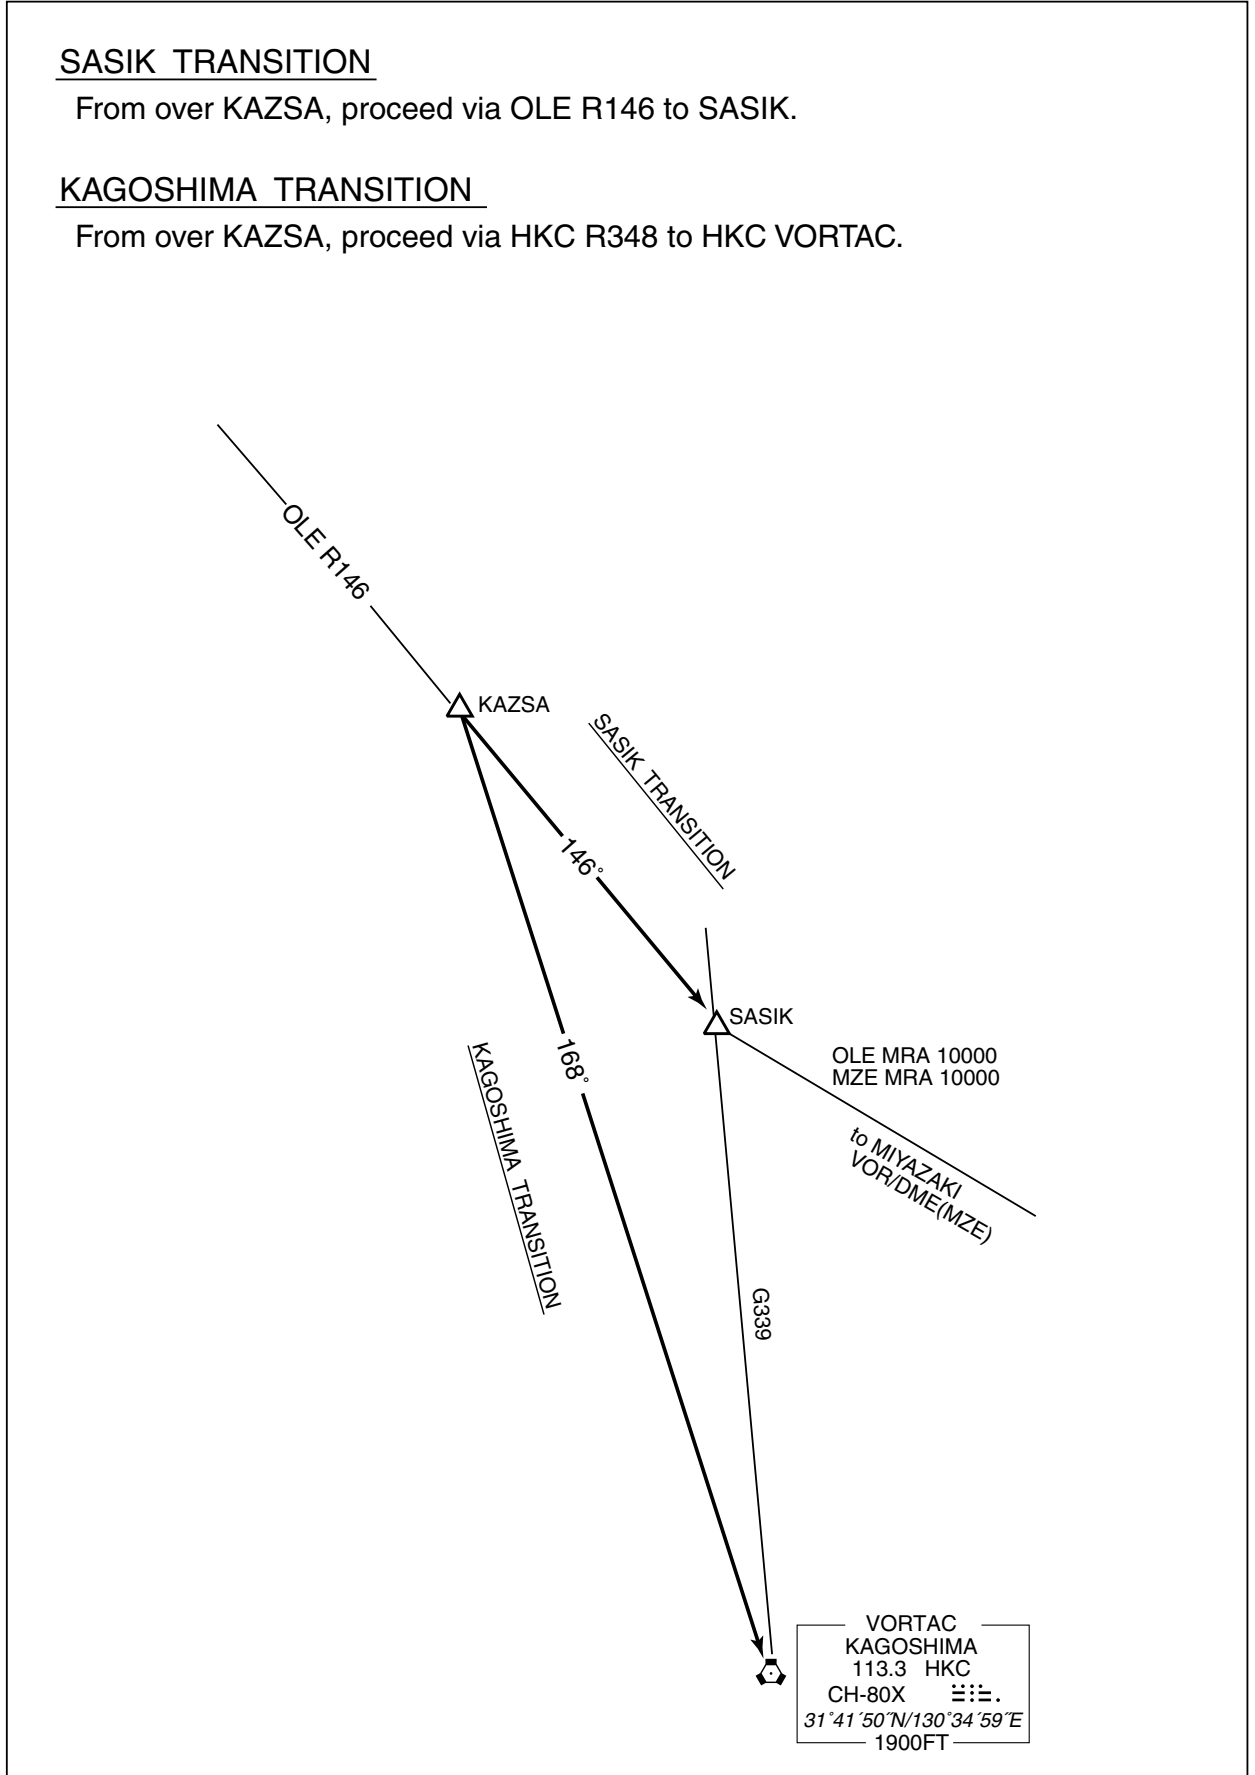 SASIK TRANSITION
From over KAZSA, proceed via OLE R146 to SASIK.
KAGOSHIMA TRANSITION
From over KAZSA, proceed via HKC R348 to HKC VORTAC.
OLE R146
KAZSA
SASIK TRANSITION
146°
SASIK
OLE MRA 10000
MZE MRA 10000
168°
KAGOSHIMA TRANSITION
to MIYAZAKI
VOR/DME(MZE)
G339
VORTAC
KAGOSHIMA
113.3 HKC
CH-80X
31°41′50″N/130°34′59″E
1900FT